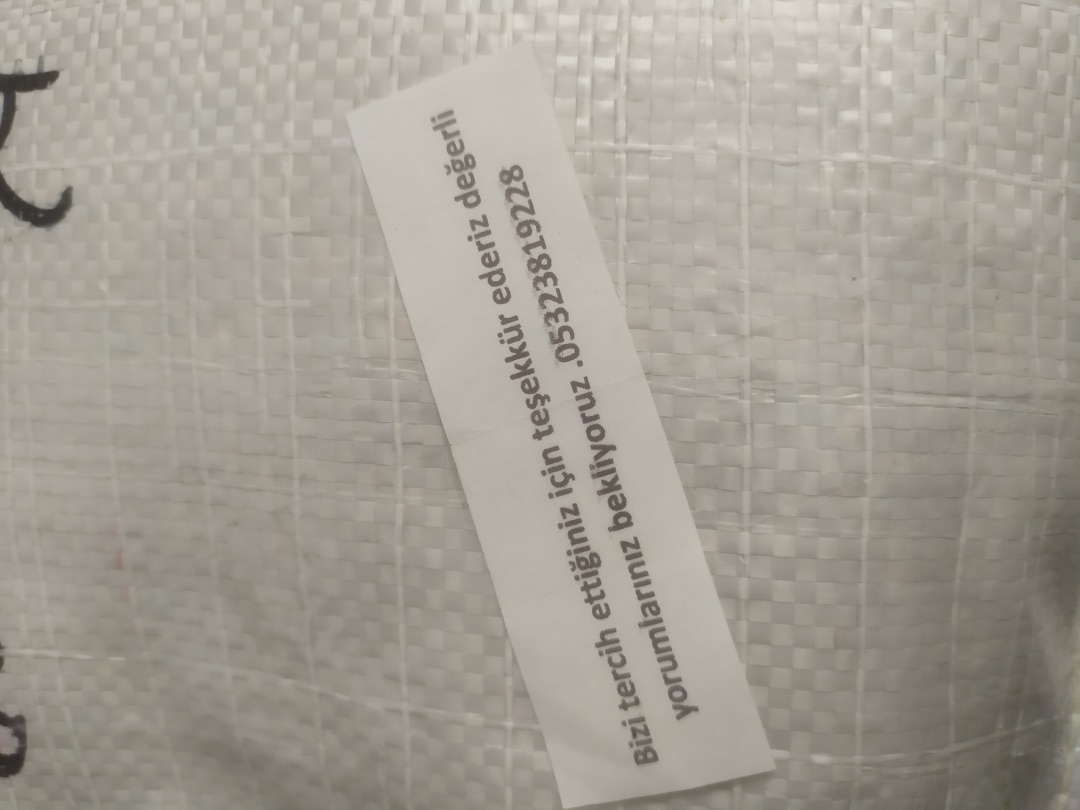 Bizi tercih ettiğiniz için teşekkür ederiz değerli
yorumlarınız bekliyoruz .05323819228